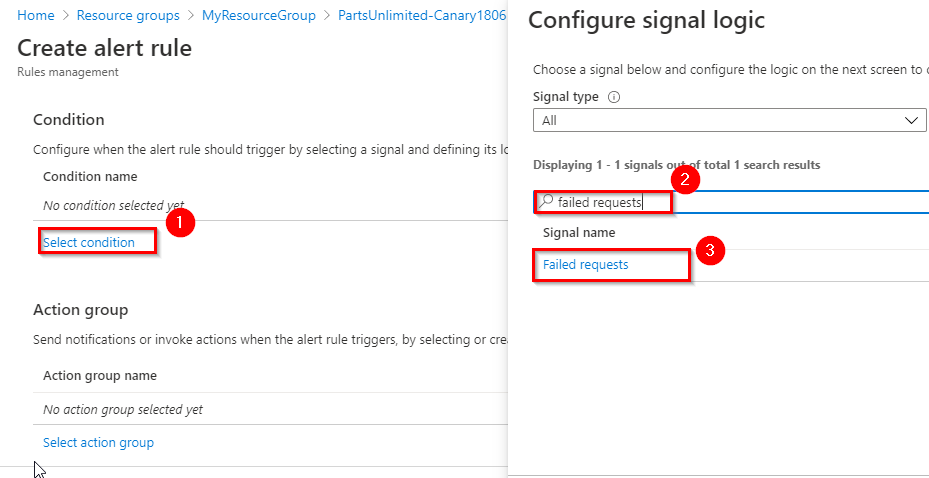 Home > Resource groups > MyResourceGroup > PartsUnlimited-Canary1806
Create alert rule
Rules management
Condition
Configure when the alert rule should trigger by selecting a signal and defining its lo
Condition name
No condition selected yet
1
Select condition
Action group
Send notifications or invoke actions when the alert rule triggers, by selecting or crea
Action group name
No action group selected yet
Select action group
Configure signal logic
Choose a signal below and configure the logic on the next screen to
Signal type
All
Displaying 1 - 1 signals out of total 1 search results
2
failed requests
Signal name
3
Failed requests